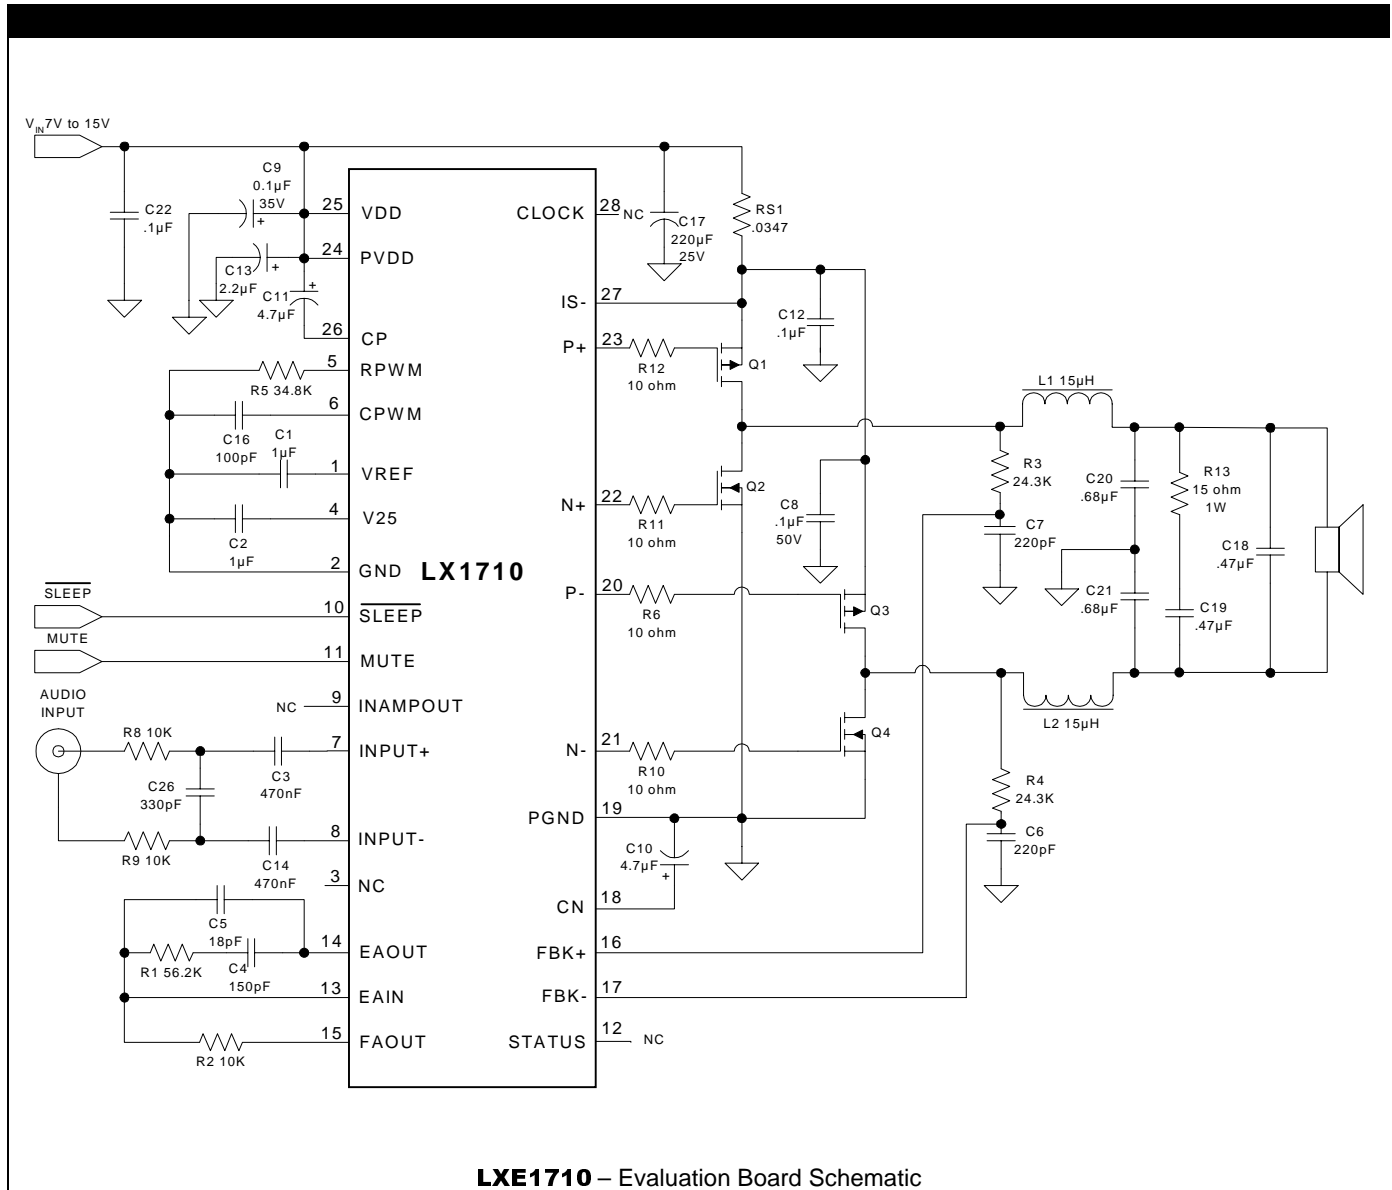 VIN 7V to 15V
C22
.1µF
C9
0.1µF
35V
+
C13
2.2µF
+
C11
4.7µF
+
25
VDD
24
PVDD
26
CP
5
RPWM
R5 34.8K
6
CPWM
C16
100pF
C1
1µF
1
VREF
4
V25
C2
1µF
2
GND
LX1710
SLEEP
10
SLEEP
MUTE
11
MUTE
AUDIO
INPUT
NC
9
INAMPOUT
R8 10K
C26
330pF
C3
470nF
7
INPUT+
R9 10K
C14
470nF
8
INPUT-
3
NC
C5
18pF
R1 56.2K
C4
150pF
14
EAOUT
13
EAIN
R2 10K
15
FAOUT
CLOCK
28
NC
C17
220µF
25V
RS1
.0347
IS-
27
C12
.1µF
P+
23
R12
10 ohm
Q1
N+
22
R11
10 ohm
Q2
C8
.1µF
50V
P-
20
R6
10 ohm
Q3
N-
21
R10
10 ohm
Q4
PGND
19
C10
4.7µF
+
CN
18
FBK+
16
FBK-
17
STATUS
12
NC
L1 15µH
R3
24.3K
C7
220pF
C20
.68µF
R13
15 ohm
1W
C18
.47µF
C21
.68µF
C19
.47µF
L2 15µH
R4
24.3K
C6
220pF
LXE1710 – Evaluation Board Schematic